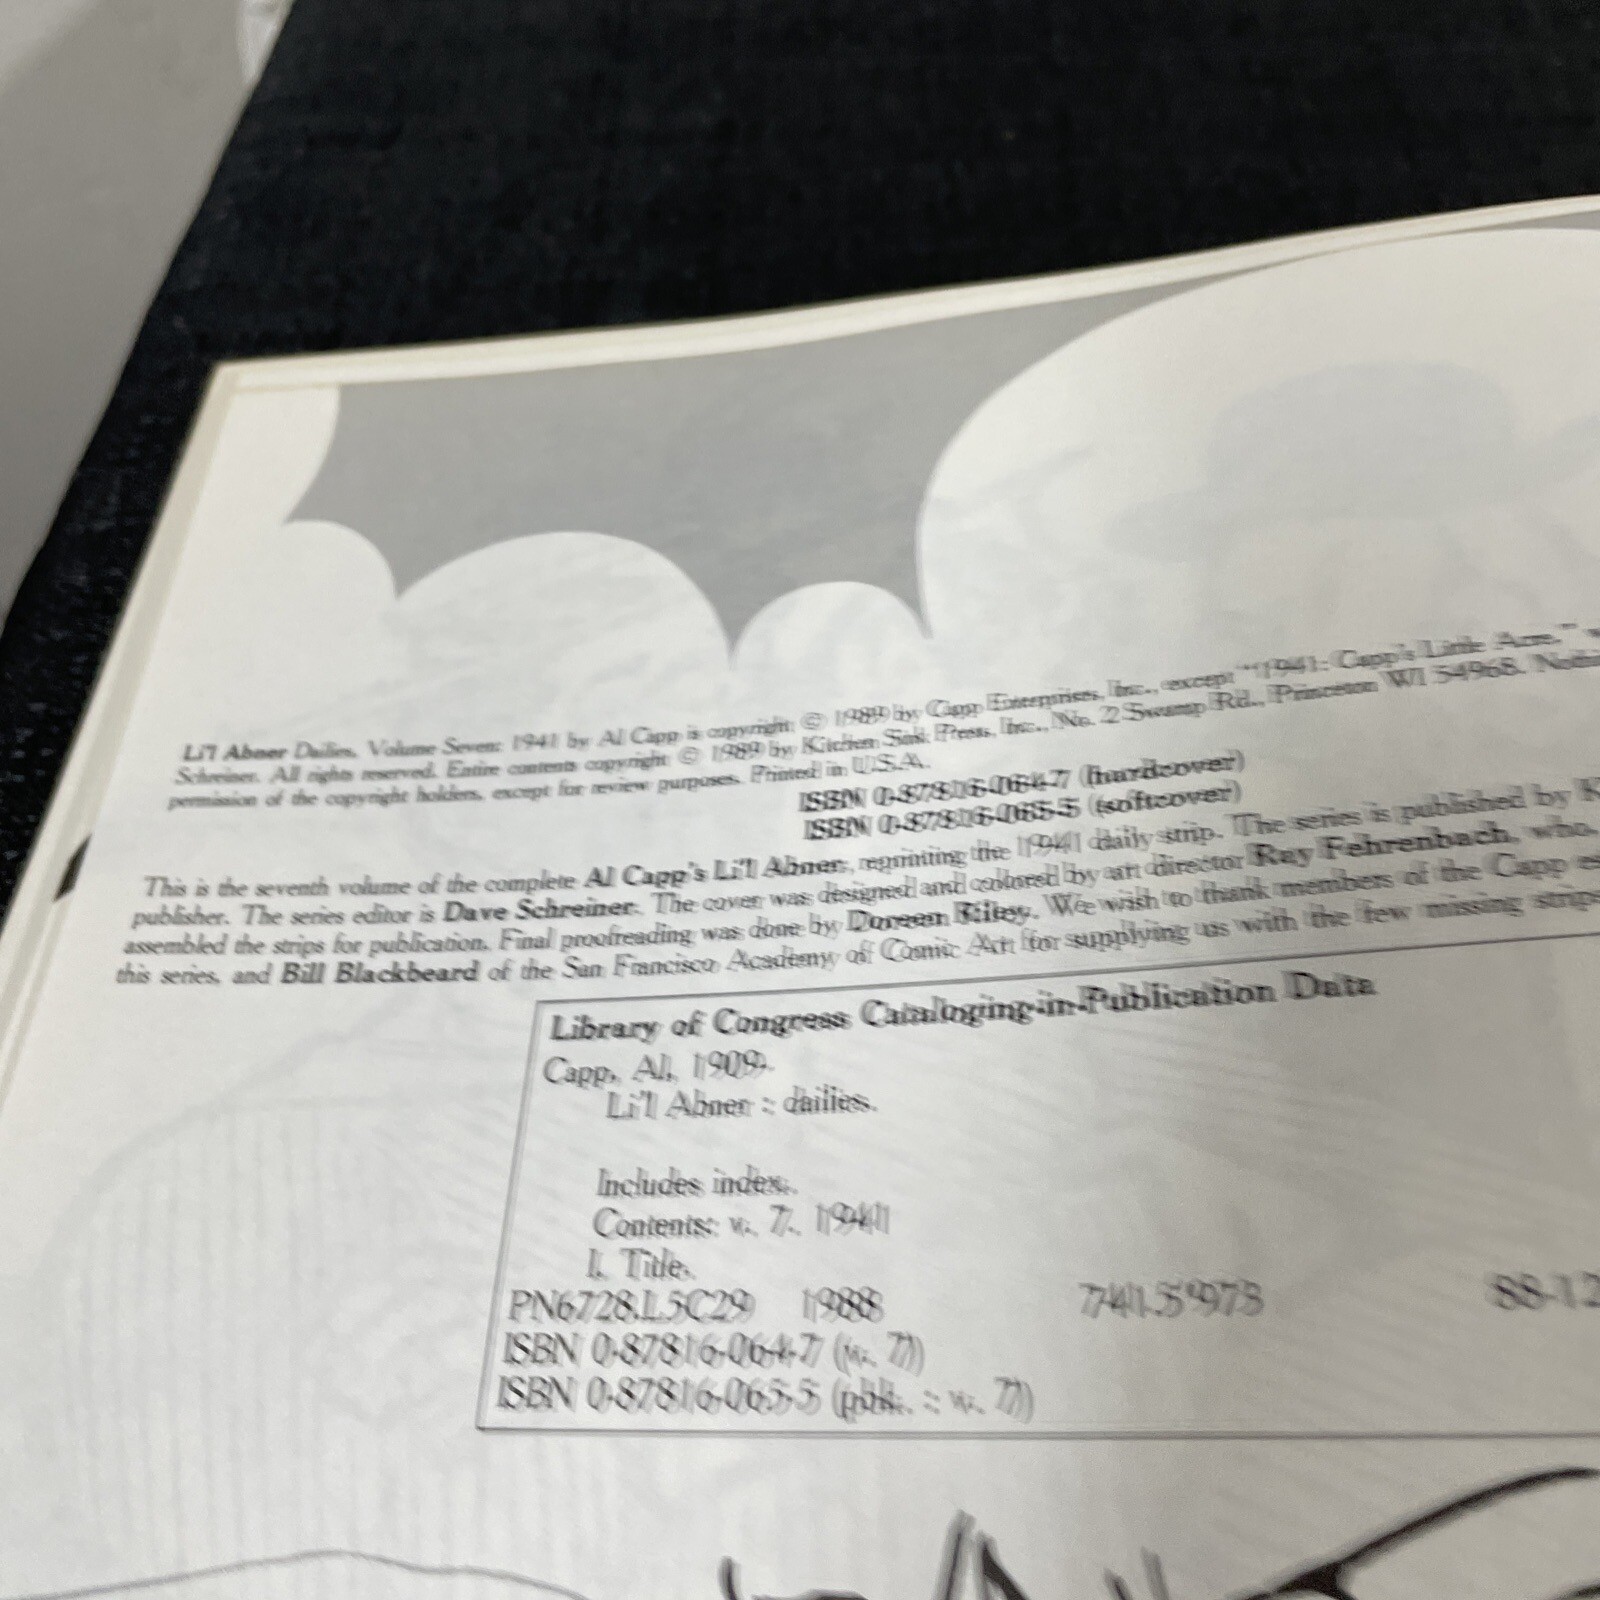 Li'l Abner Dailies, Volume Seven: 1941 by Al Capp is copyright © 1989 by Capp Enterprises, Inc., except "1941: Capp's Little Acre,"
Schreiner. All rights reserved. Entire contents copyright © 1989 by Kitchen Sink Press, Inc., No. 2 Swamp Rd., Princeton WI 54968.
permission of the copyright holders, except for review purposes. Printed in U.S.A.
ISBN 0-87816-064-7 (hardcover)
ISBN 0-87816-065-5 (softcover)
This is the seventh volume of the complete Al Capp's Li'l Abner, reprinting the 1941 daily strip. The series is published by
publisher. The series editor is Dave Schreiner. The cover was designed and colored by art director Ray Fehrenbach, who,
assembled the strips for publication. Final proofreading was done by Doreen Riley. We wish to thank members of the Capp
this series, and Bill Blackbeard of the San Francisco Academy of Comic Art for supplying us with the few missing strips
Library of Congress Cataloging-in-Publication Data
Capp, Al, 1909-
Li'l Abner : dailies.
Includes index.
Contents: v. 7. 1941
I. Title.
PN6728.L5C29 1988 741.5'973 88-12
ISBN 0-87816-064-7 (v. 7)
ISBN 0-87816-065-5 (pbk. : v. 7)